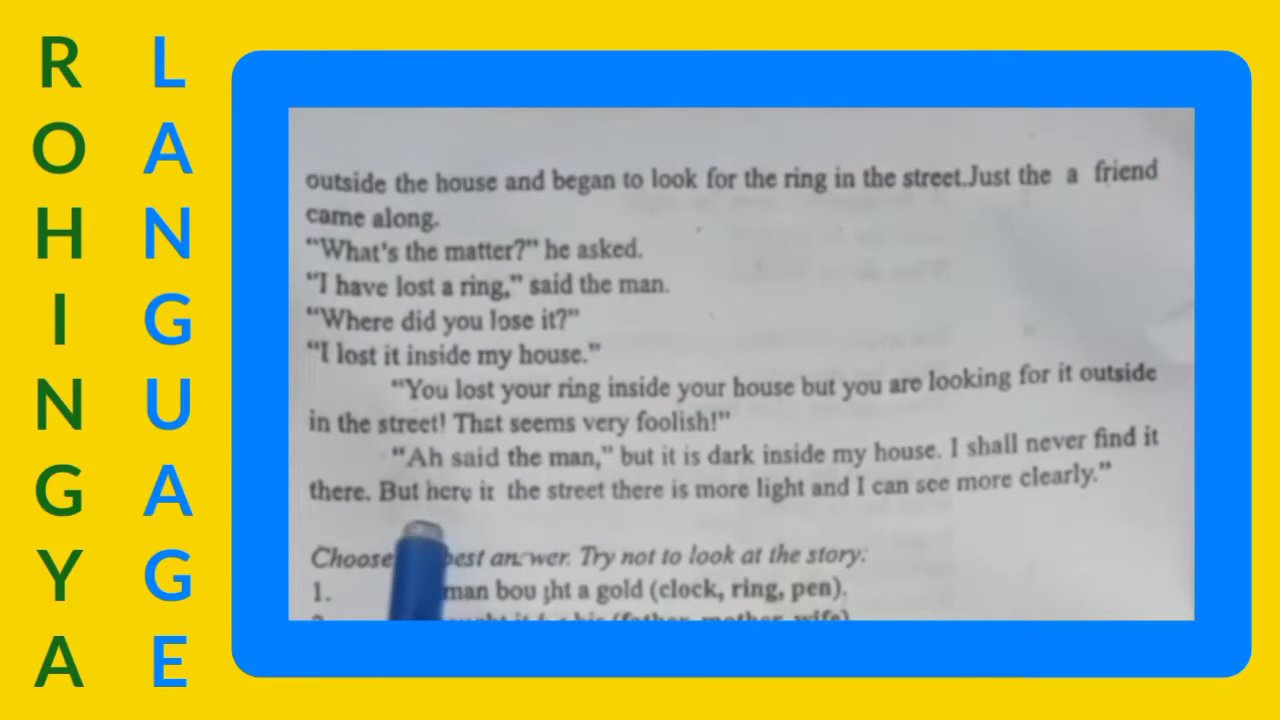 ROHINGYA
LANGUAGE
outside the house and began to look for the ring in the street.Just the a friend
came along.
“What's the matter?” he asked.
“I have lost a ring,” said the man.
“Where did you lose it?”
“I lost it inside my house.”
“You lost your ring inside your house but you are looking for it outside
in the street! That seems very foolish!”
“Ah said the man,” but it is dark inside my house. I shall never find it
there. But here in the street there is more light and I can see more clearly.”
Choose best answer. Try not to look at the story.
1. man bought a gold (clock, ring, pen).
(father, mother, wife)